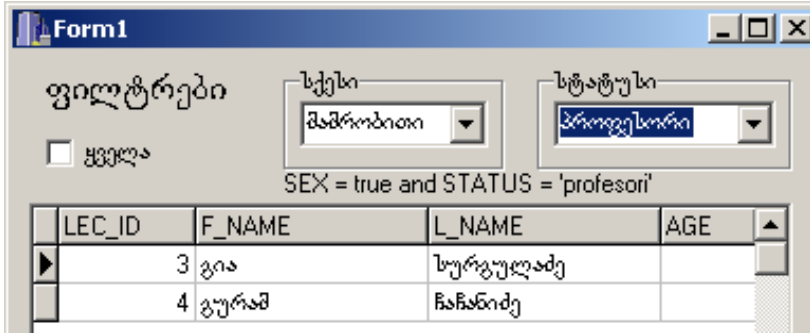 Form1
ფილტრები
სქესი
სტატუსი
მამრობითი
პროფესორი
ყველა
SEX = true and STATUS = 'profesori'
LEC_ID F_NAME L_NAME AGE
3 გია სურგულაძე
4 გურამ ჩაჩანიძე